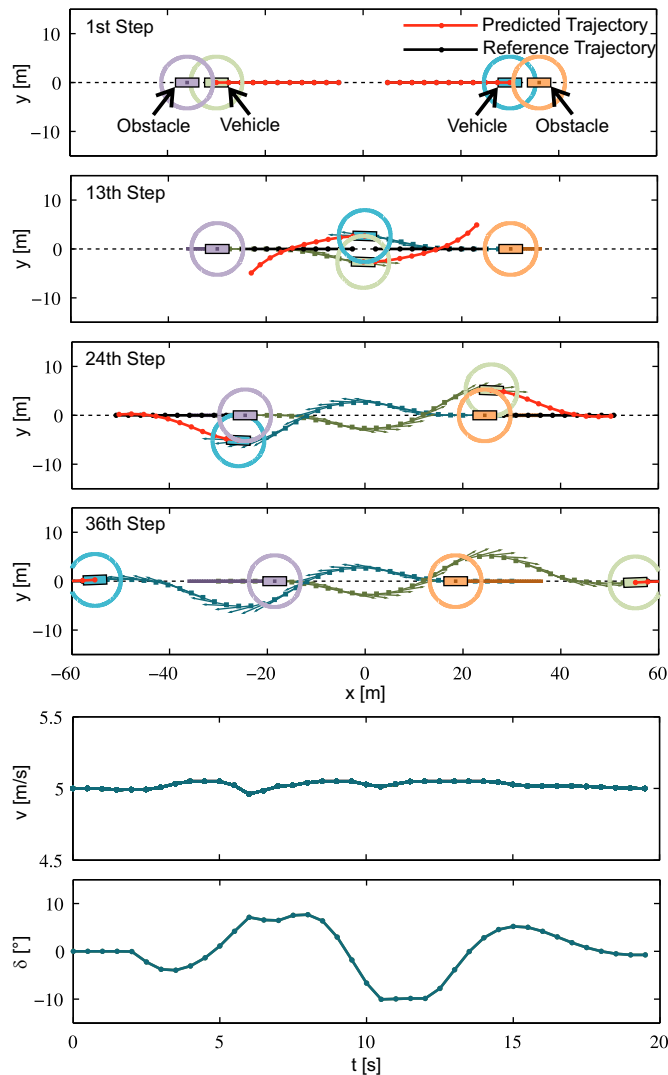 1st Step
Predicted Trajectory
Reference Trajectory
10
0
−10
y [m]
Obstacle
Vehicle
Vehicle
Obstacle
13th Step
10
0
−10
y [m]
24th Step
10
0
−10
y [m]
36th Step
10
0
−10
y [m]
−60 −40 −20 0 20 40 60
x [m]
5.5
5
4.5
v [m/s]
10
0
−10
δ [°]
0 5 10 15 20
t [s]